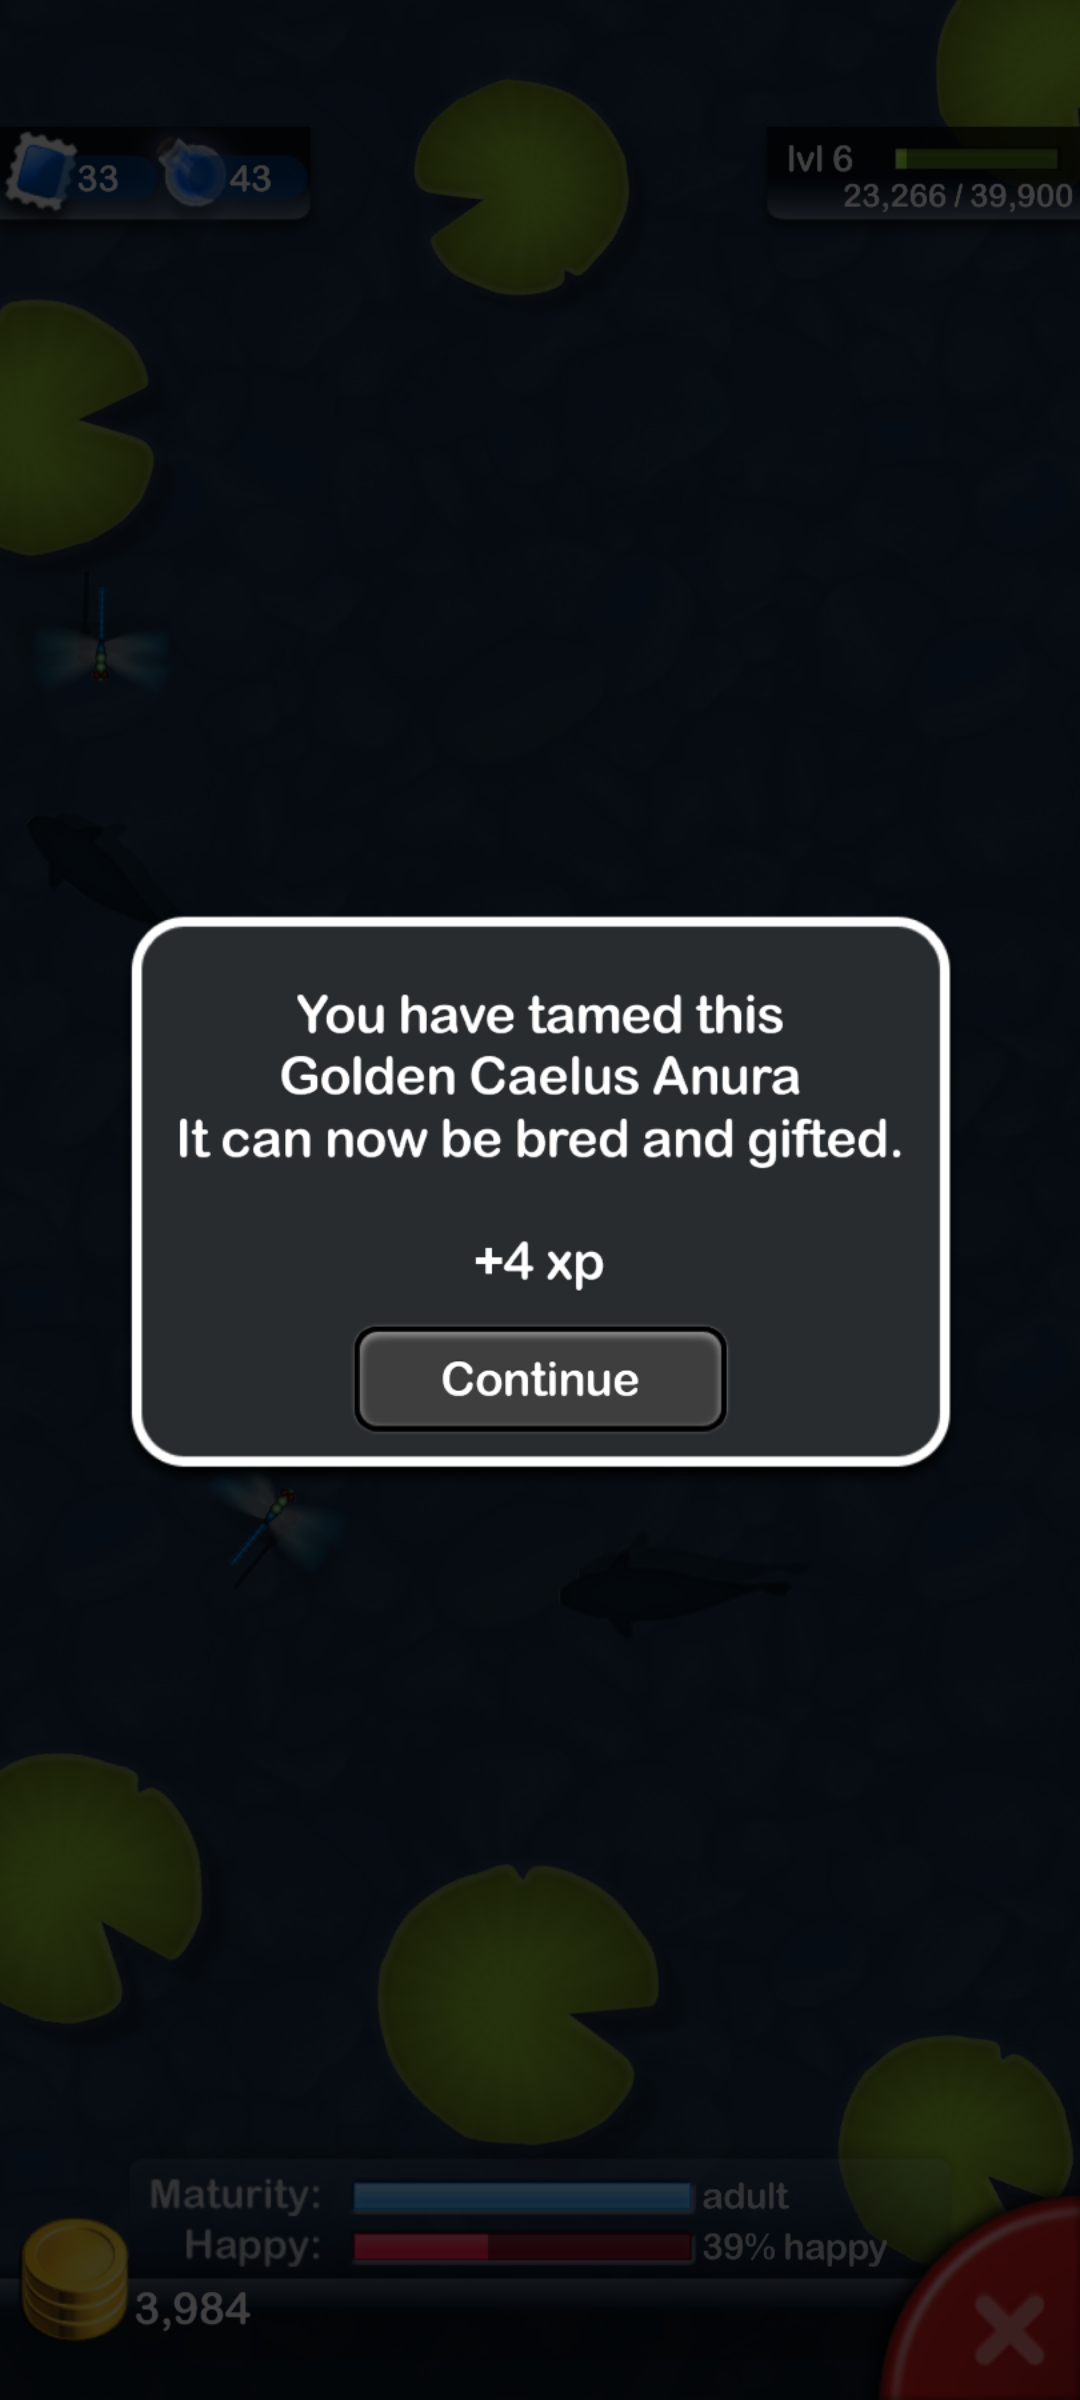 33
43
lvl 6
23,266 / 39,900
You have tamed this
Golden Caelus Anura
It can now be bred and gifted.
+4 xp
Continue
Maturity: adult
Happy: 39% happy
3,984